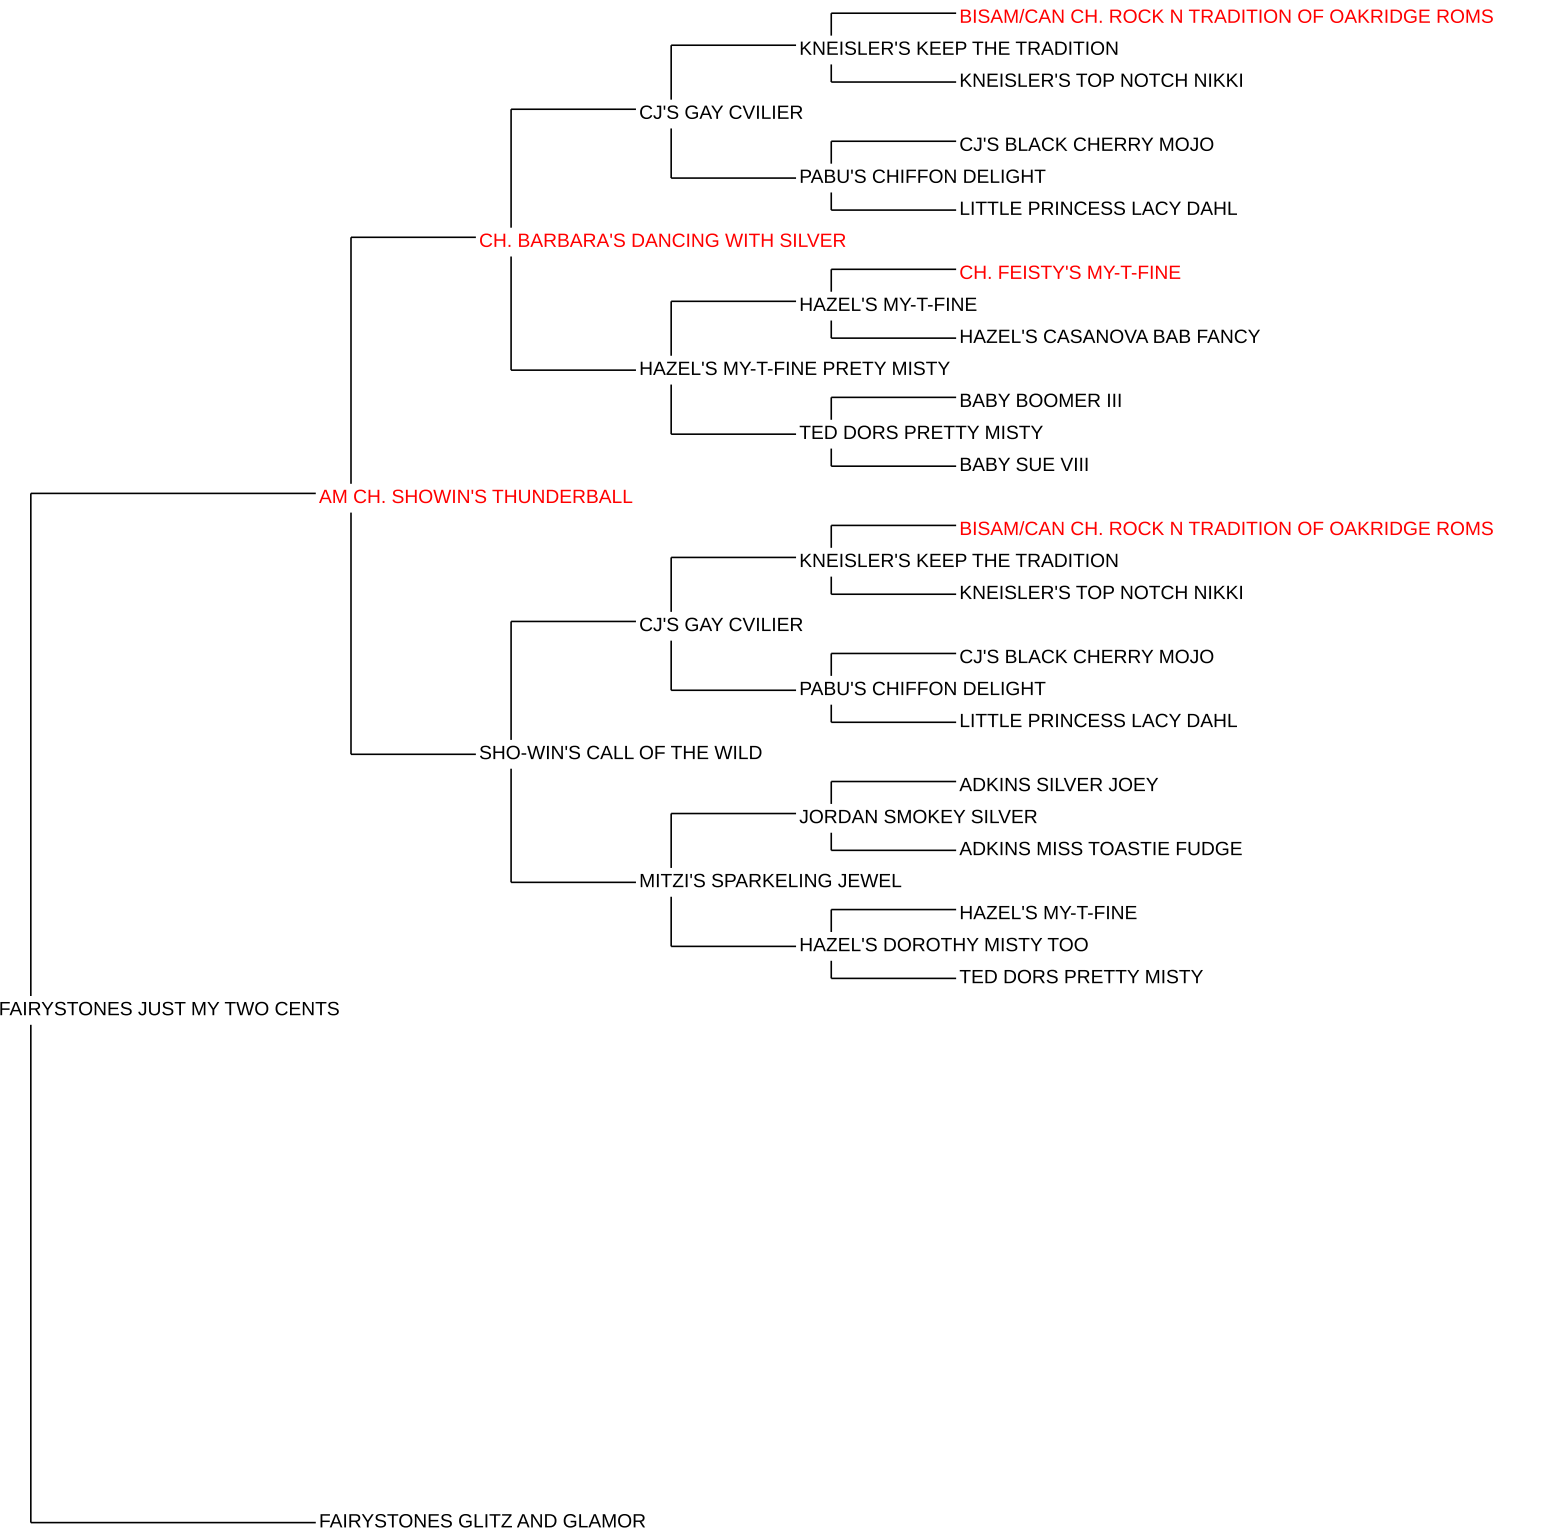 BISAM/CAN CH. ROCK N TRADITION OF OAKRIDGE ROMS
KNEISLER'S KEEP THE TRADITION
KNEISLER'S TOP NOTCH NIKKI
CJ'S GAY CVILIER
CJ'S BLACK CHERRY MOJO
PABU'S CHIFFON DELIGHT
LITTLE PRINCESS LACY DAHL
CH. BARBARA'S DANCING WITH SILVER
CH. FEISTY'S MY-T-FINE
HAZEL'S MY-T-FINE
HAZEL'S CASANOVA BAB FANCY
HAZEL'S MY-T-FINE PRETY MISTY
BABY BOOMER III
TED DORS PRETTY MISTY
BABY SUE VIII
AM CH. SHOWIN'S THUNDERBALL
BISAM/CAN CH. ROCK N TRADITION OF OAKRIDGE ROMS
KNEISLER'S KEEP THE TRADITION
KNEISLER'S TOP NOTCH NIKKI
CJ'S GAY CVILIER
CJ'S BLACK CHERRY MOJO
PABU'S CHIFFON DELIGHT
LITTLE PRINCESS LACY DAHL
SHO-WIN'S CALL OF THE WILD
ADKINS SILVER JOEY
JORDAN SMOKEY SILVER
ADKINS MISS TOASTIE FUDGE
MITZI'S SPARKELING JEWEL
HAZEL'S MY-T-FINE
HAZEL'S DOROTHY MISTY TOO
TED DORS PRETTY MISTY
FAIRYSTONES JUST MY TWO CENTS
FAIRYSTONES GLITZ AND GLAMOR